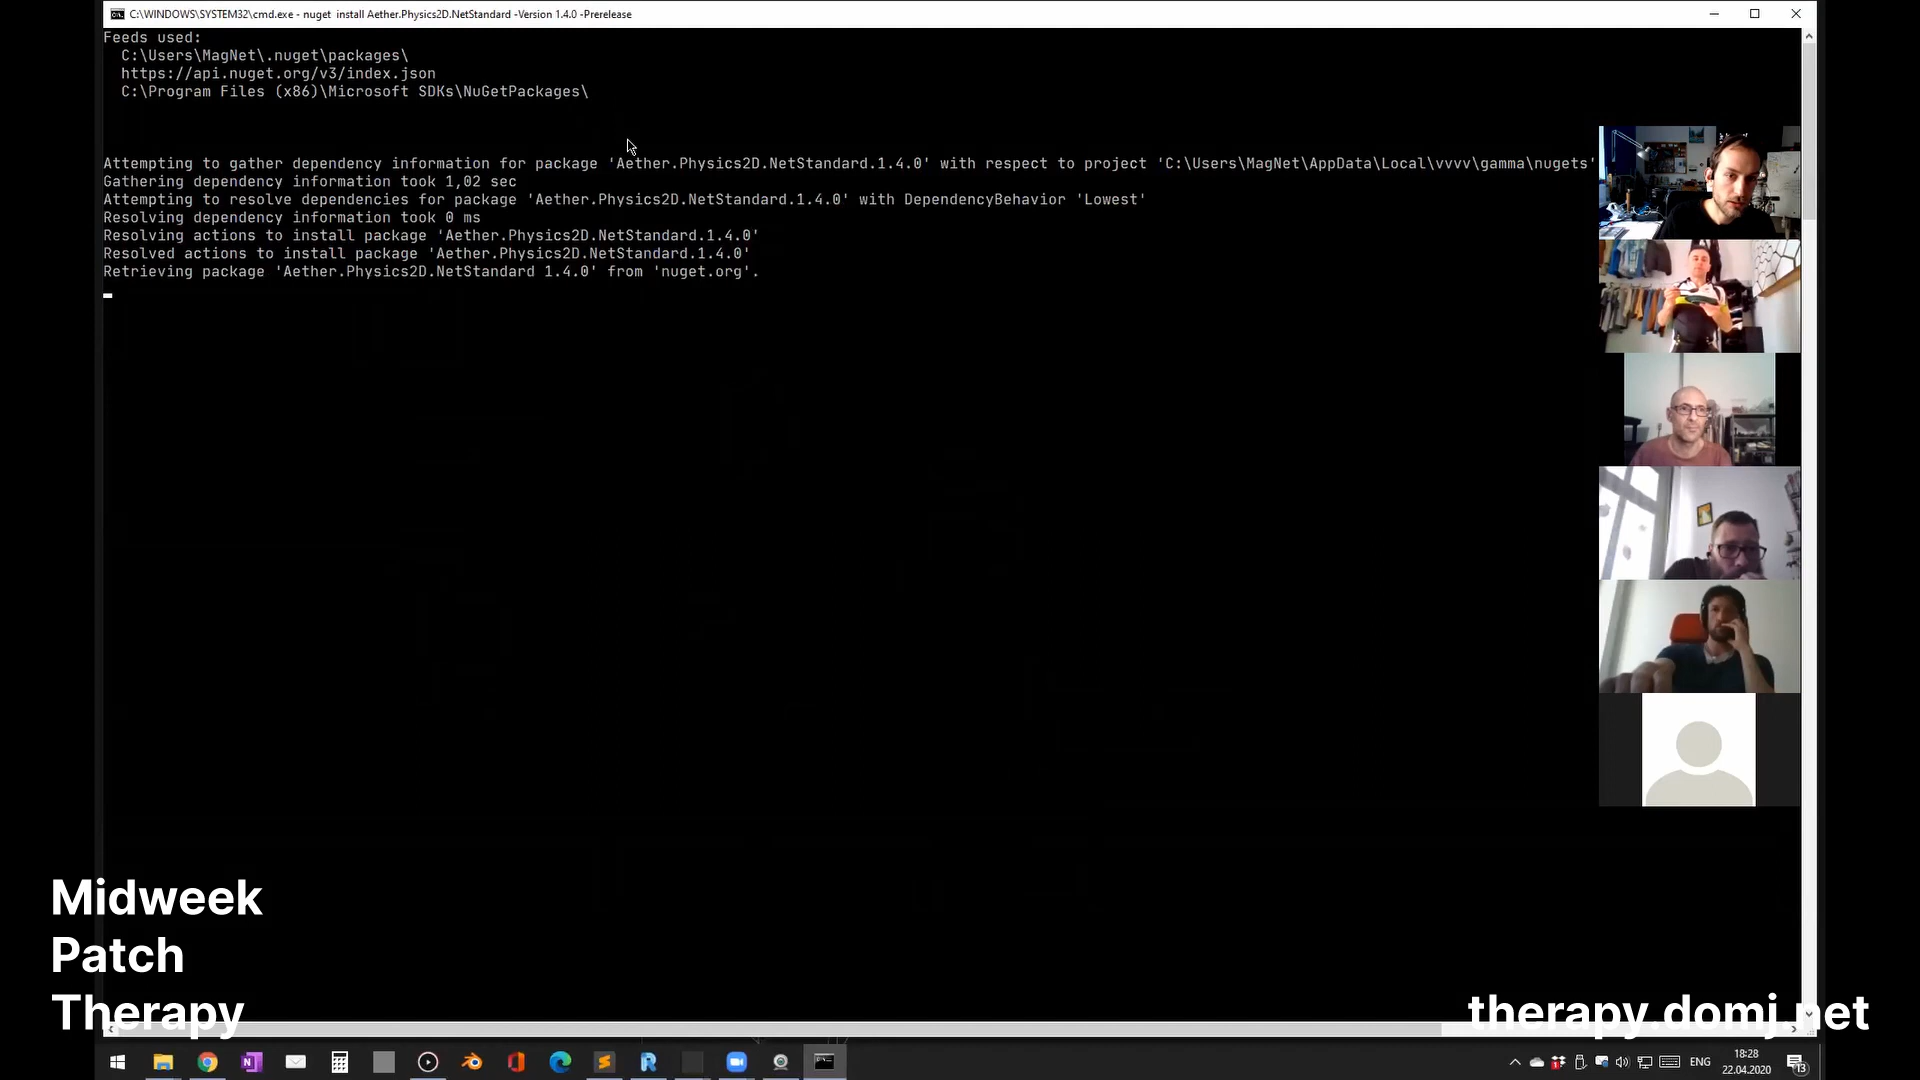 C:\WINDOWS\SYSTEM32\cmd.exe - nuget  install Aether.Physics2D.NetStandard -Version 1.4.0 -Prerelease
Feeds used:
C:\Users\MagNet\.nuget\packages\
https://api.nuget.org/v3/index.json
C:\Program Files (x86)\Microsoft SDKs\NuGetPackages\
Attempting to gather dependency information for package 'Aether.Physics2D.NetStandard.1.4.0' with respect to project 'C:\Users\MagNet\AppData\Local\vvvv\gamma\nugets'
Gathering dependency information took 1,02 sec
Attempting to resolve dependencies for package 'Aether.Physics2D.NetStandard.1.4.0' with DependencyBehavior 'Lowest'
Resolving dependency information took 0 ms
Resolving actions to install package 'Aether.Physics2D.NetStandard.1.4.0'
Resolved actions to install package 'Aether.Physics2D.NetStandard.1.4.0'
Retrieving package 'Aether.Physics2D.NetStandard 1.4.0' from 'nuget.org'.
Midweek
Patch
Therapy
therapy.domj.net
ENG
18:28
22.04.2020
13